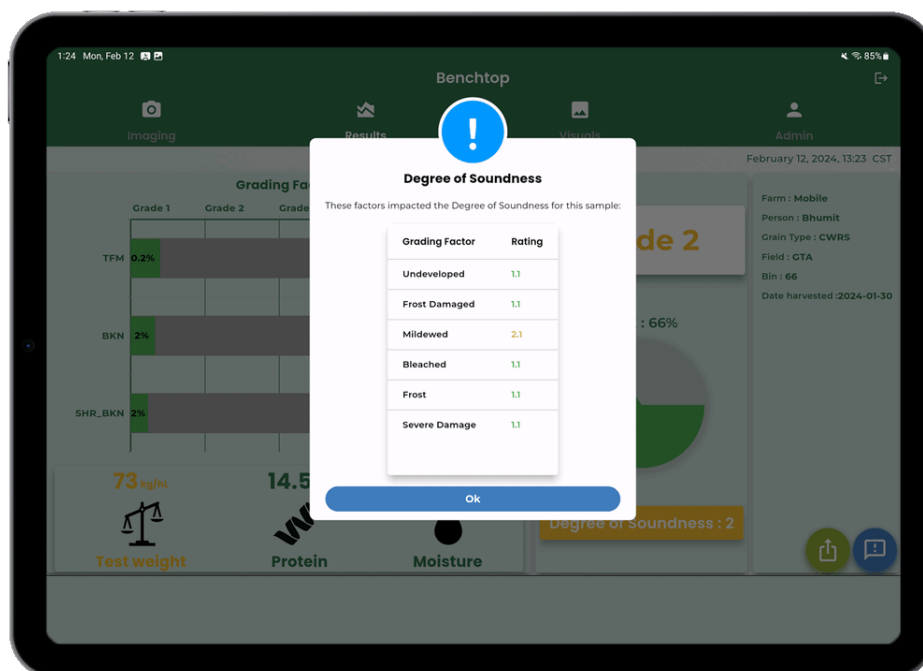 1:24 Mon, Feb 12
85%
Benchtop
Imaging
Results
Visuals
Admin
February 12, 2024, 13:23 CST
Degree of Soundness
These factors impacted the Degree of Soundness for this sample:
Grading Factor Rating
Undeveloped 1.1
Frost Damaged 1.1
Mildewed 2.1
Bleached 1.1
Frost 1.1
Severe Damage 1.1
Ok
Grading Fa
Grade 1 Grade 2 Grade
TFM 0.2%
BKN 2%
SHR_BKN 2%
de 2
: 66%
Degree of Soundness : 2
73 kg/hL
Test weight
14.5
Protein
Moisture
Farm : Mobile
Person : Bhumit
Grain Type : CWRS
Field : GTA
Bin : 66
Date harvested :2024-01-30